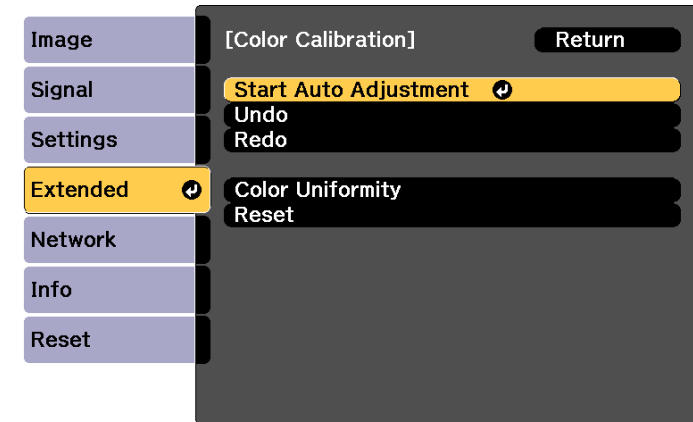 Image
Signal
Settings
Extended
Network
Info
Reset
[Color Calibration]
Return
Start Auto Adjustment
Undo
Redo
Color Uniformity
Reset